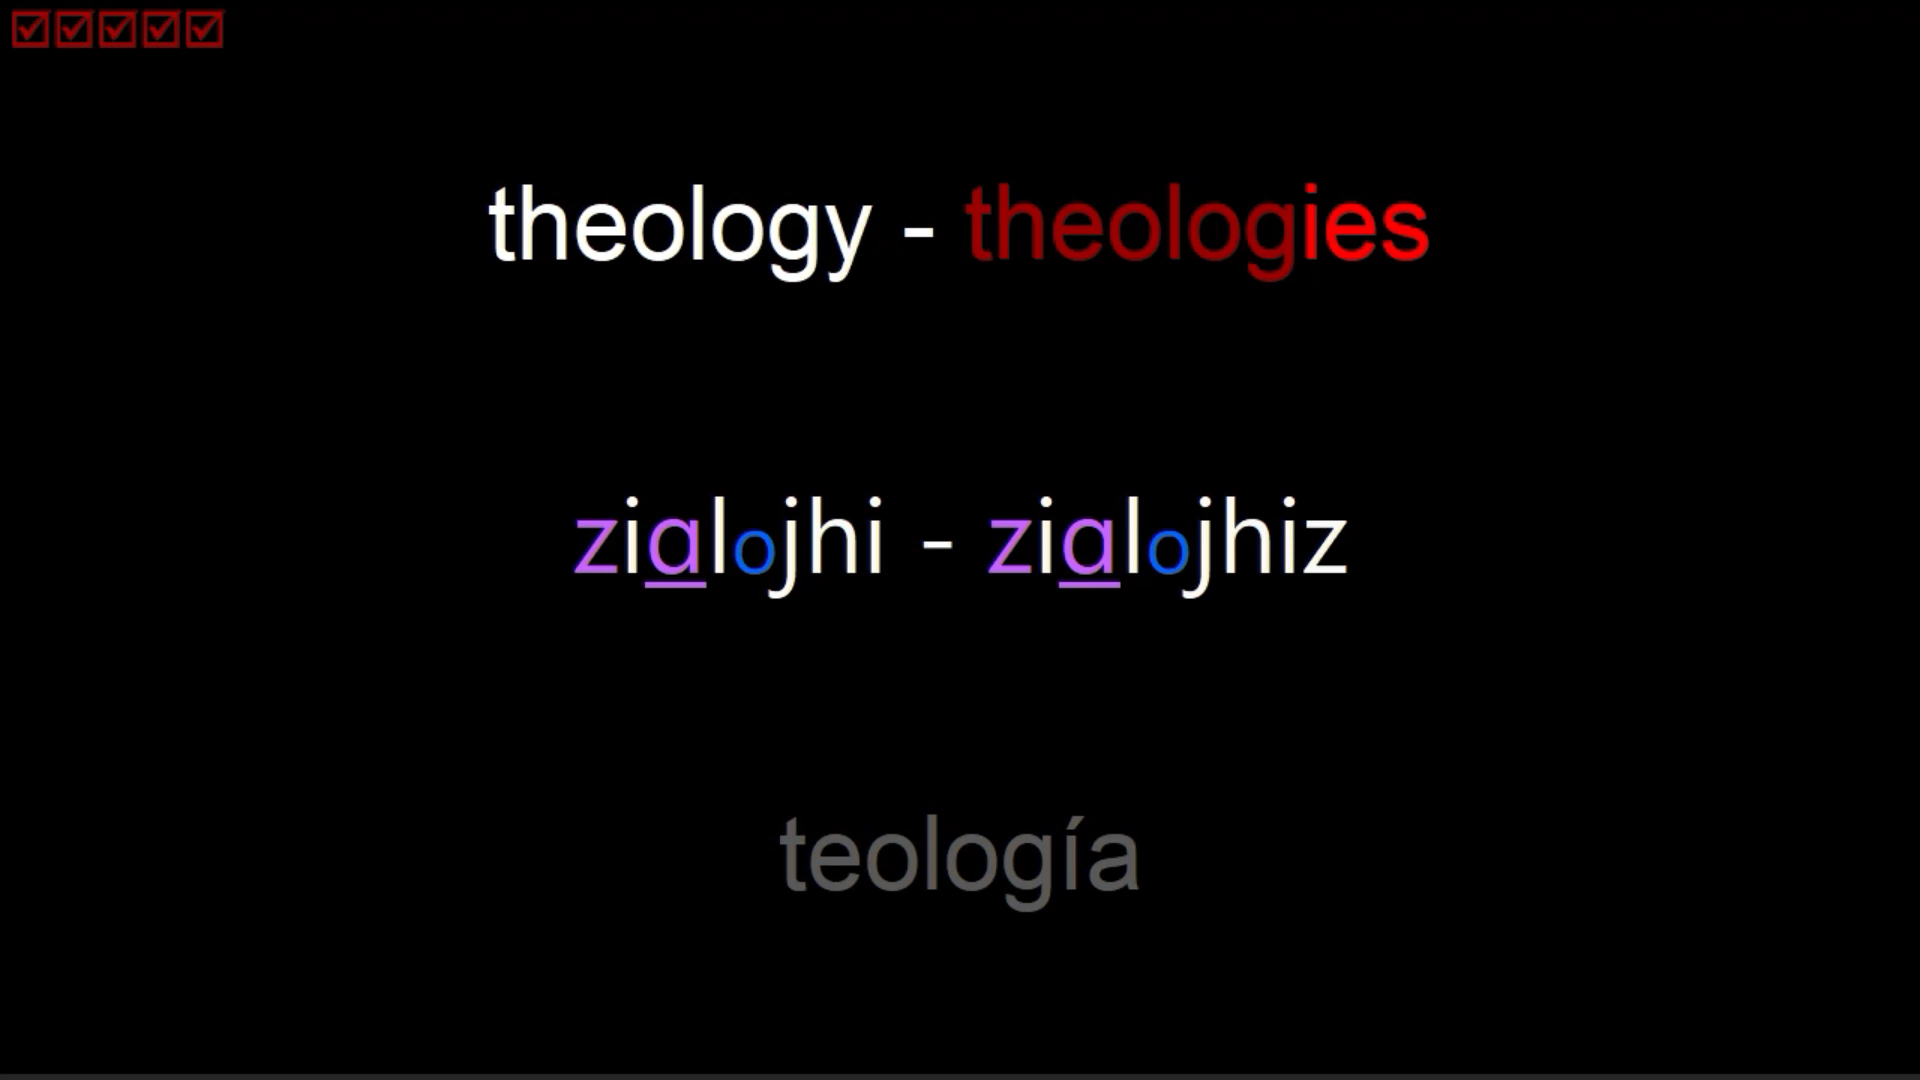 ☑☑☑☑☑
theology - theologies
zialojhi - zialojhiz
teología